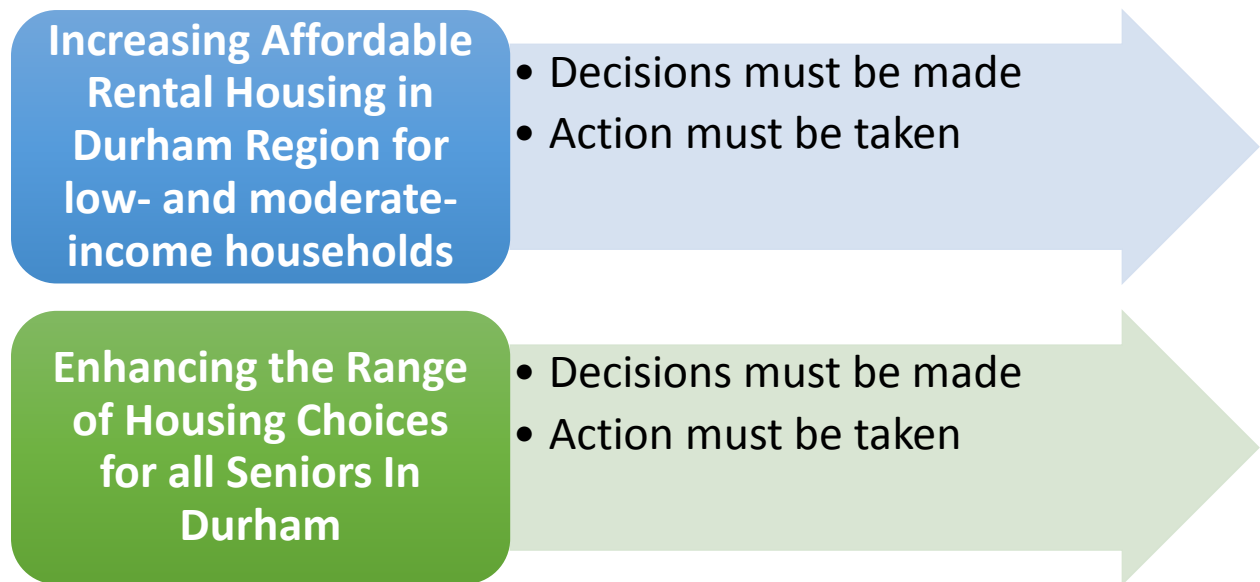 Increasing Affordable
Rental Housing in
Durham Region for
low- and moderate-
income households
• Decisions must be made
• Action must be taken
Enhancing the Range
of Housing Choices
for all Seniors In
Durham
• Decisions must be made
• Action must be taken